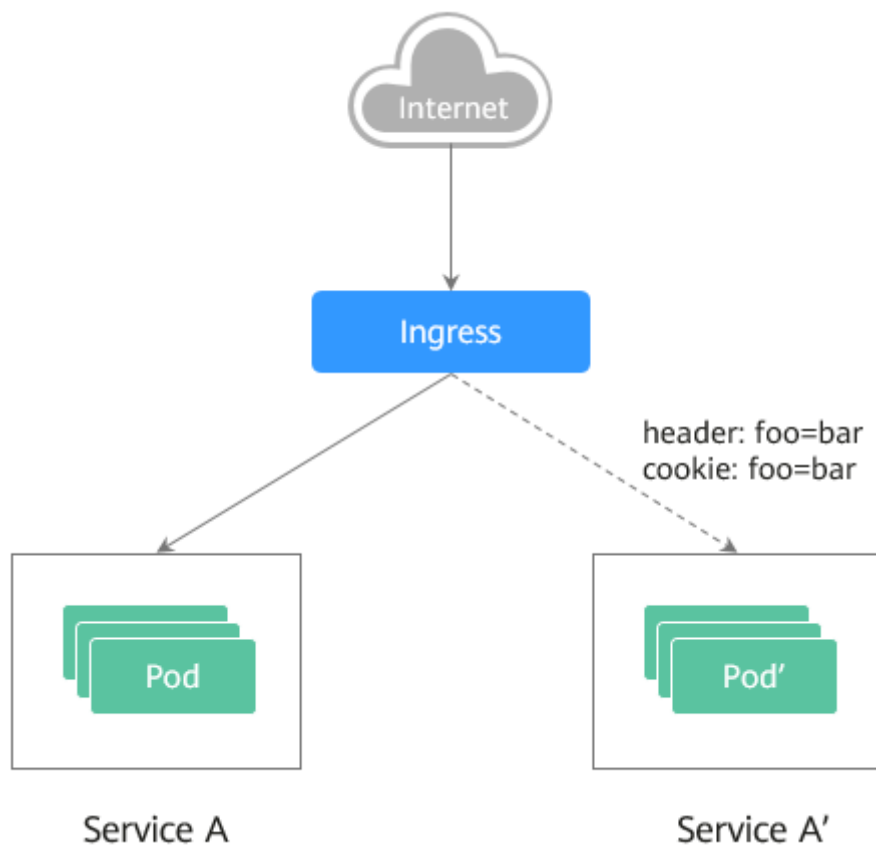 Internet
Ingress
header: foo=bar
cookie: foo=bar
Pod
Pod’
Service A
Service A’